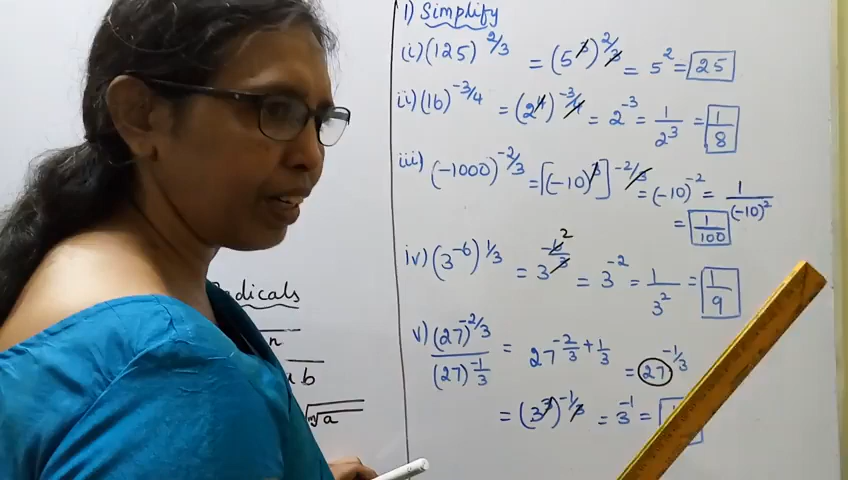 1) Simplify
(i) (125)^2/3 = (5^3)^2/3 = 5^2 = 25
ii) (16)^-3/4 = (2^4)^-3/4 = 2^-3 = 1/2^3 = 1/8
iii) (-1000)^-2/3 = [(-10)^3]^-2/3 = (-10)^-2 = 1/(-10)^2
= 1/100
iv) (3^-6)^1/3 = 3^-6/3 2 = 3^-2 = 1/3^2 = 1/9
v) (27)^-2/3 / (27)^-1/3 = 27^-2/3+1/3 = 27^-1/3
= (3^3)^-1/3 = 3^-1 =
Radicals
n
b
m√a